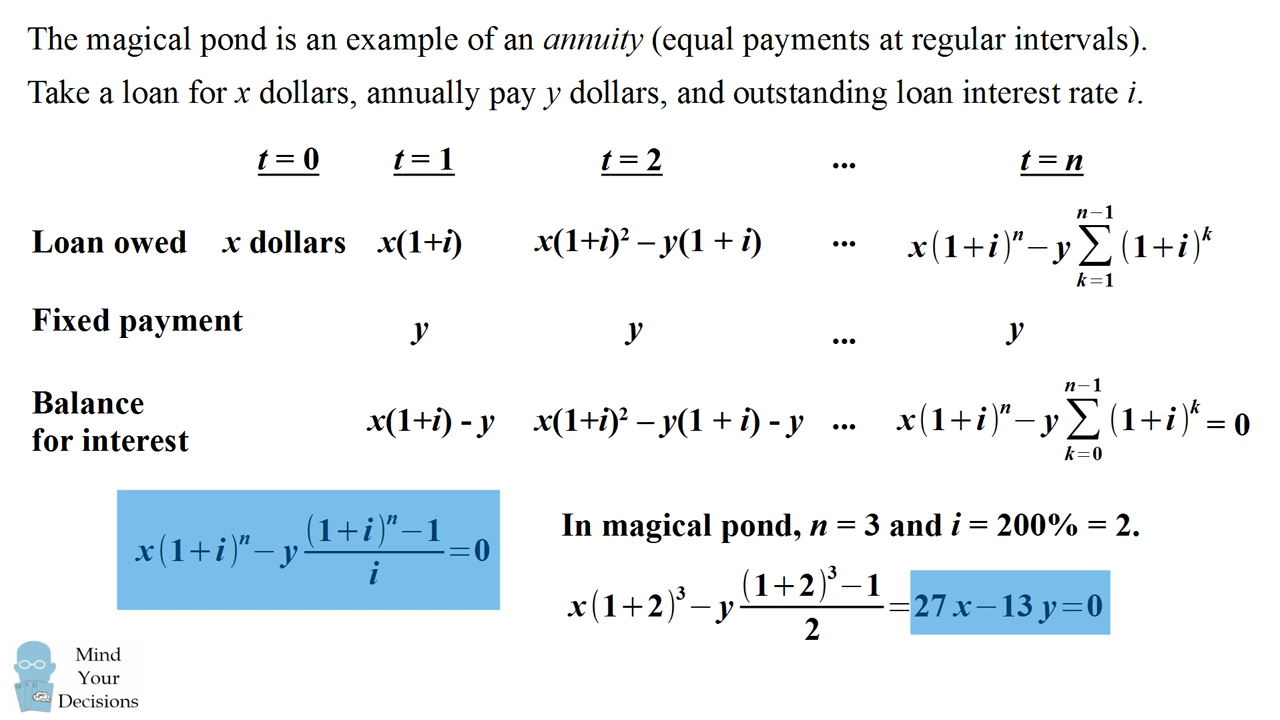 The magical pond is an example of an annuity (equal payments at regular intervals).
Take a loan for x dollars, annually pay y dollars, and outstanding loan interest rate i.
t = 0 t = 1 t = 2 ... t = n
Loan owed x dollars x(1+i) x(1+i)² – y(1 + i) ... x(1+i)ⁿ − y ∑_{k=1}^{n−1} (1+i)ᵏ
Fixed payment y y ... y
Balance for interest x(1+i) - y x(1+i)² – y(1 + i) - y ... x(1+i)ⁿ − y ∑_{k=0}^{n−1} (1+i)ᵏ = 0
x(1+i)ⁿ − y ((1+i)ⁿ−1)/i = 0
In magical pond, n = 3 and i = 200% = 2.
x(1+2)³ − y ((1+2)³−1)/2 = 27 x − 13 y = 0
Mind
Your
Decisions